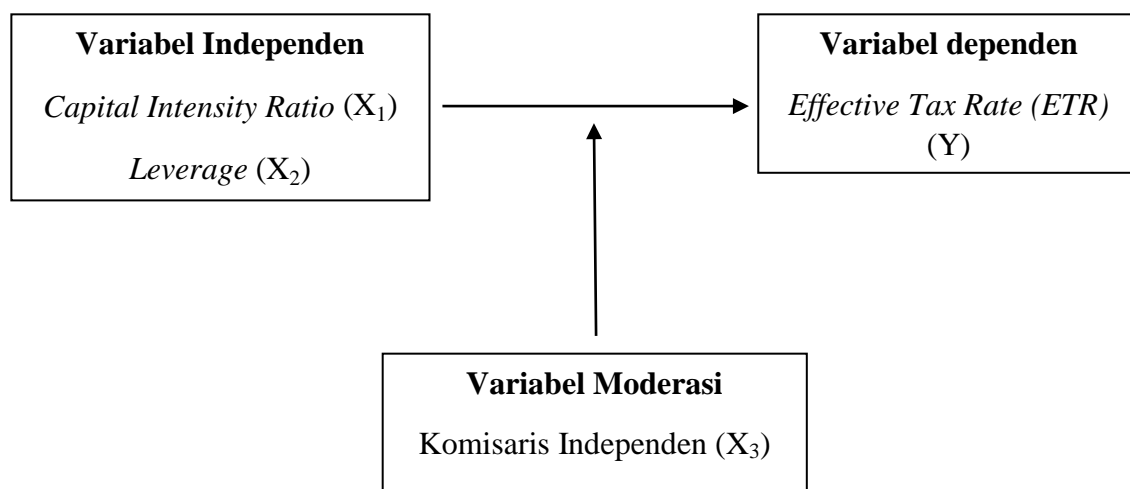 Variabel Independen
Capital Intensity Ratio (X₁)
Leverage (X₂)
Variabel dependen
Effective Tax Rate (ETR)
(Y)
Variabel Moderasi
Komisaris Independen (X₃)